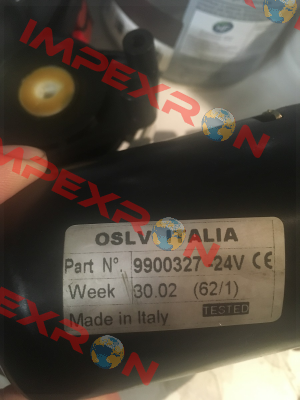 IMPEXRON
IMPEXRON
IMPEXRON
OSLV ITALIA
Part N° 9900327-24V CE
Week 30.02 (62/1)
Made in Italy TESTED